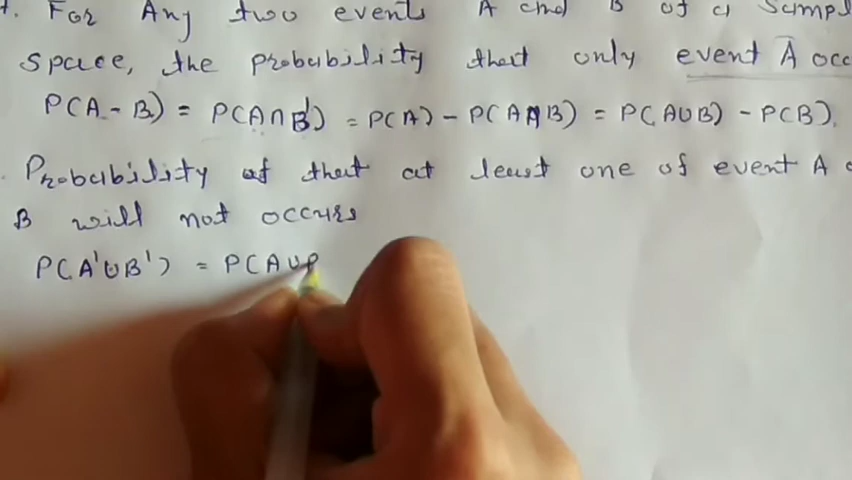 For Any two events A and B of a Sampl
Space, the probability that only event A occ
P(A - B) = P(A∩B') = P(A) - P(A∩B) = P(A∪B) - P(B).
Probability of that at least one of event A
B will not occurs
P(A'∪B') = P(A∪B